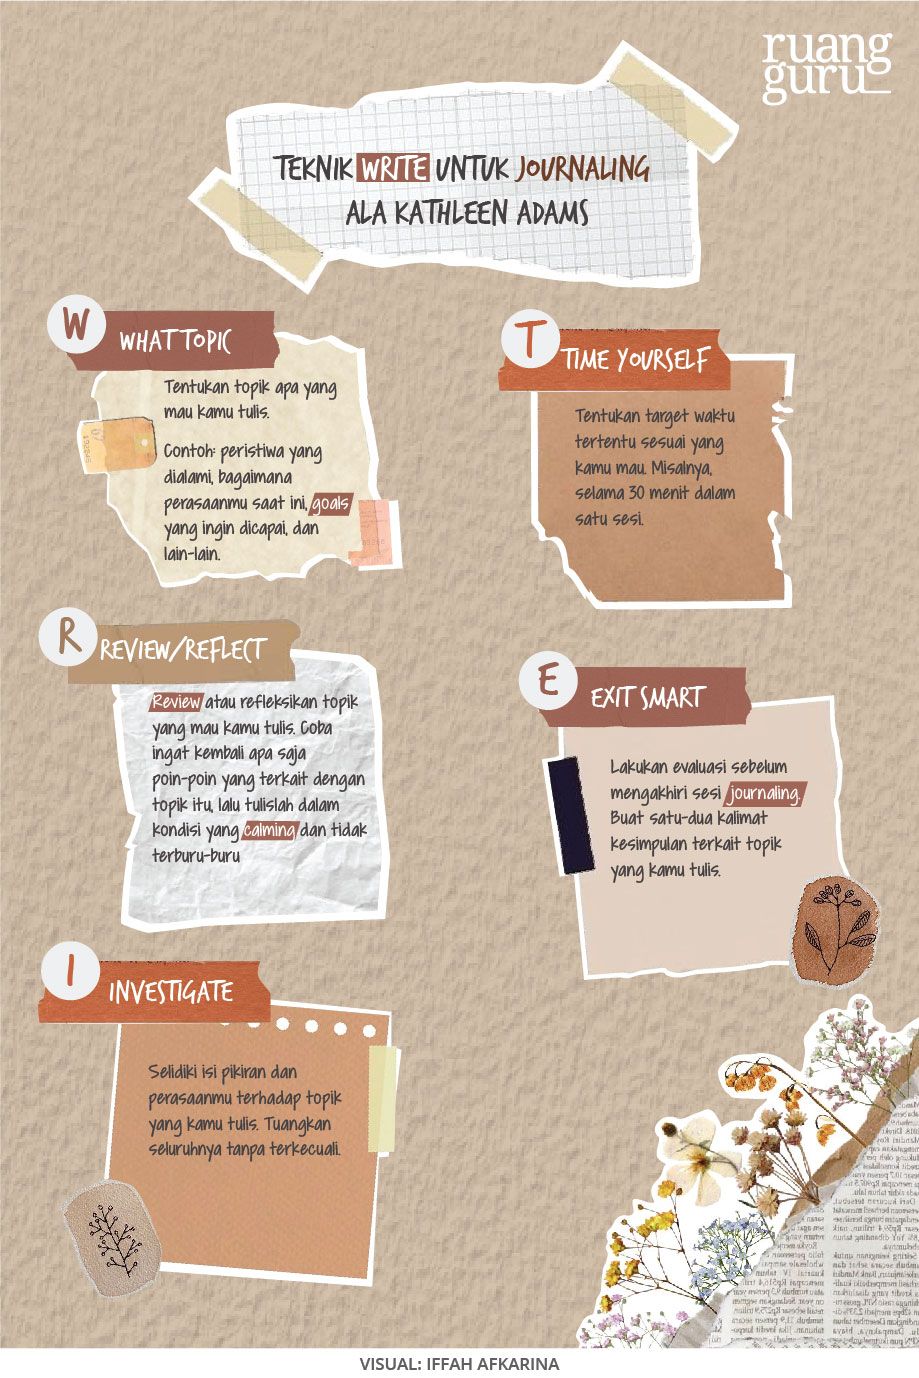 ruang
guru
TEKNIK WRITE UNTUK JOURNALING
ALA KATHLEEN ADAMS
W
WHAT TOPIC
Tentukan topik apa yang
mau kamu tulis.
Contoh: peristiwa yang
dialami, bagaimana
perasaanmu saat ini, goals
yang ingin dicapai, dan
lain-lain.
R
REVIEW/REFLECT
Review atau refleksikan topik
yang mau kamu tulis. Coba
ingat kembali apa saja
poin-poin yang terkait dengan
topik itu, lalu tulislah dalam
kondisi yang calming dan tidak
terburu-buru
I
INVESTIGATE
Selidiki isi pikiran dan
perasaanmu terhadap topik
yang kamu tulis. Tuangkan
seluruhnya tanpa terkecuali.
T
TIME YOURSELF
Tentukan target waktu
tertentu sesuai yang
kamu mau. Misalnya,
selama 30 menit dalam
satu sesi.
E
EXIT SMART
Lakukan evaluasi sebelum
mengakhiri sesi journaling.
Buat satu-dua kalimat
kesimpulan terkait topik
yang kamu tulis.
VISUAL: IFFAH AFKARINA